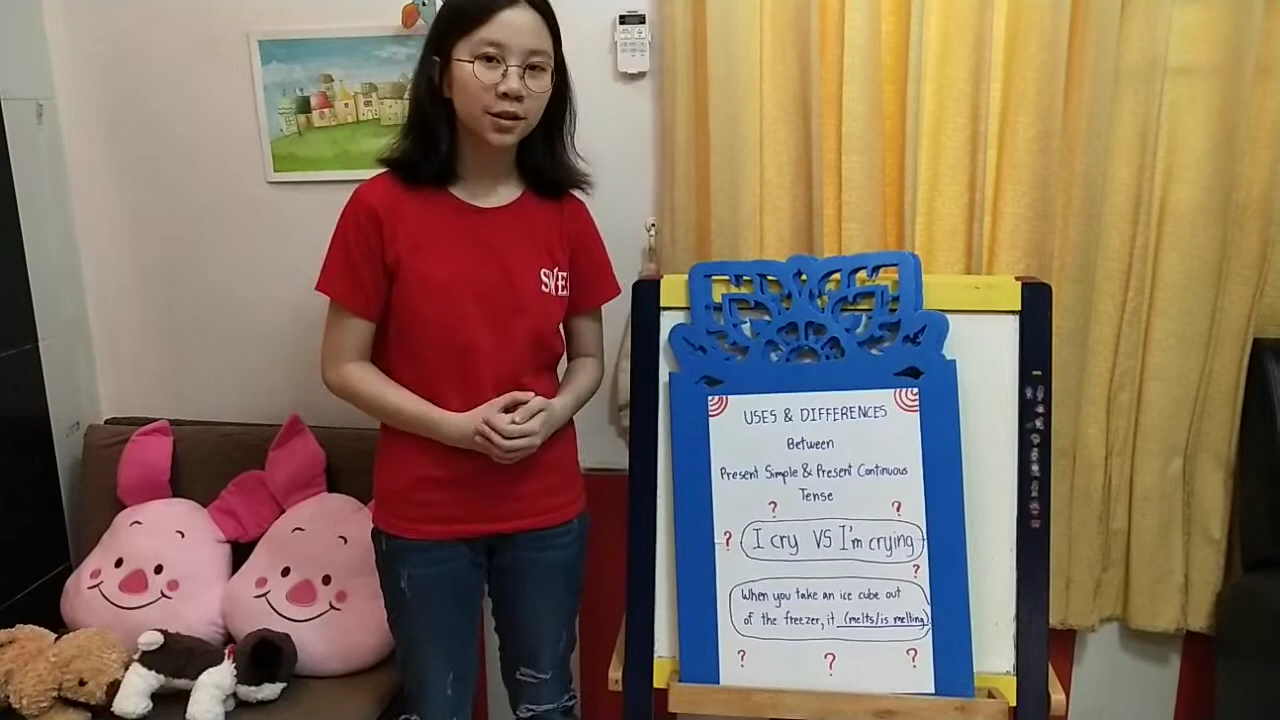 USES & DIFFERENCES
Between
Present Simple & Present Continuous
Tense
? ?
? I cry VS I'm crying
?
When you take an ice cube out
of the freezer, it (melts/is melting)
? ? ?